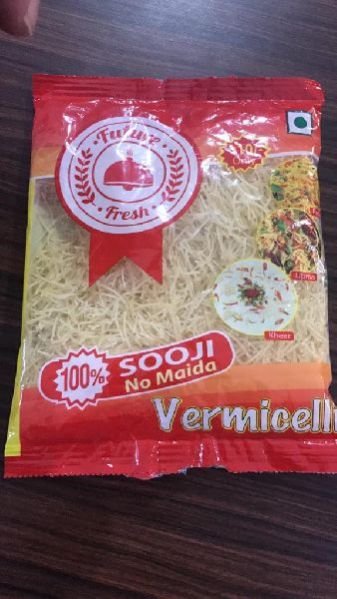 Future
Fresh
Upma
Kheer
100%
SOOJI
No Maida
Vermicelli